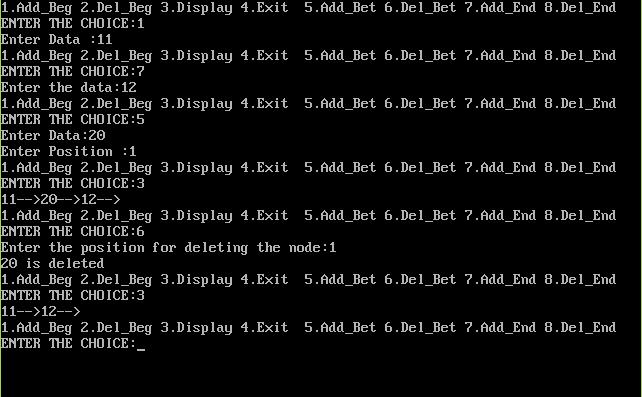 1.Add_Beg 2.Del_Beg 3.Display 4.Exit  5.Add_Bet 6.Del_Bet 7.Add_End 8.Del_End
ENTER THE CHOICE:1
Enter Data :11
1.Add_Beg 2.Del_Beg 3.Display 4.Exit  5.Add_Bet 6.Del_Bet 7.Add_End 8.Del_End
ENTER THE CHOICE:7
Enter the data:12
1.Add_Beg 2.Del_Beg 3.Display 4.Exit  5.Add_Bet 6.Del_Bet 7.Add_End 8.Del_End
ENTER THE CHOICE:5
Enter Data:20
Enter Position :1
1.Add_Beg 2.Del_Beg 3.Display 4.Exit  5.Add_Bet 6.Del_Bet 7.Add_End 8.Del_End
ENTER THE CHOICE:3
11-->20-->12-->
1.Add_Beg 2.Del_Beg 3.Display 4.Exit  5.Add_Bet 6.Del_Bet 7.Add_End 8.Del_End
ENTER THE CHOICE:6
Enter the position for deleting the node:1
20 is deleted
1.Add_Beg 2.Del_Beg 3.Display 4.Exit  5.Add_Bet 6.Del_Bet 7.Add_End 8.Del_End
ENTER THE CHOICE:3
11-->12-->
1.Add_Beg 2.Del_Beg 3.Display 4.Exit  5.Add_Bet 6.Del_Bet 7.Add_End 8.Del_End
ENTER THE CHOICE:_